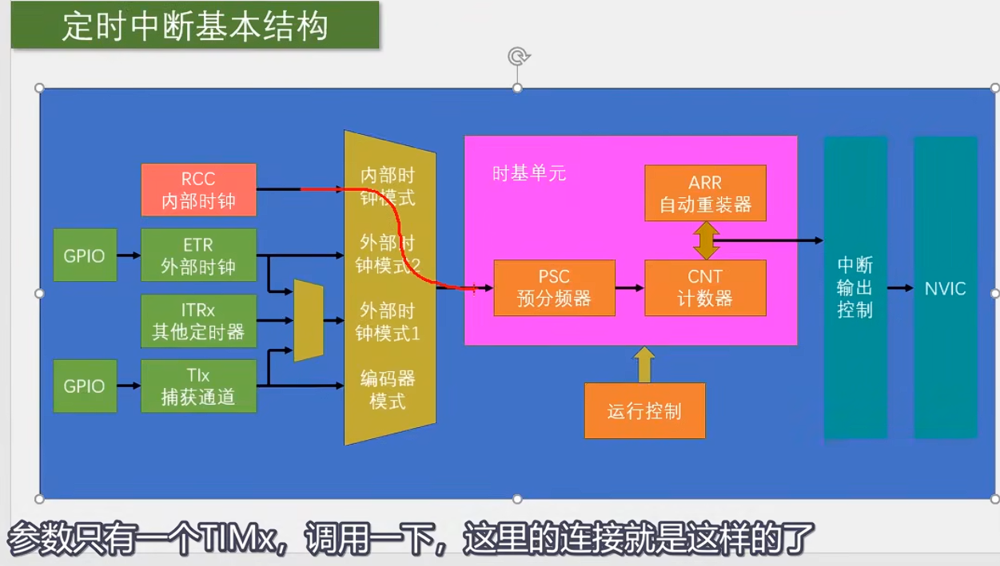 定时中断基本结构
RCC
内部时钟
GPIO
ETR
外部时钟
ITRx
其他定时器
GPIO
TIx
捕获通道
内部时
钟模式
外部时
钟模式2
外部时
钟模式1
编码器
模式
时基单元
ARR
自动重装器
PSC
预分频器
CNT
计数器
运行控制
中断
输出
控制
NVIC
参数只有一个TIMx，调用一下，这里的连接就是这样的了